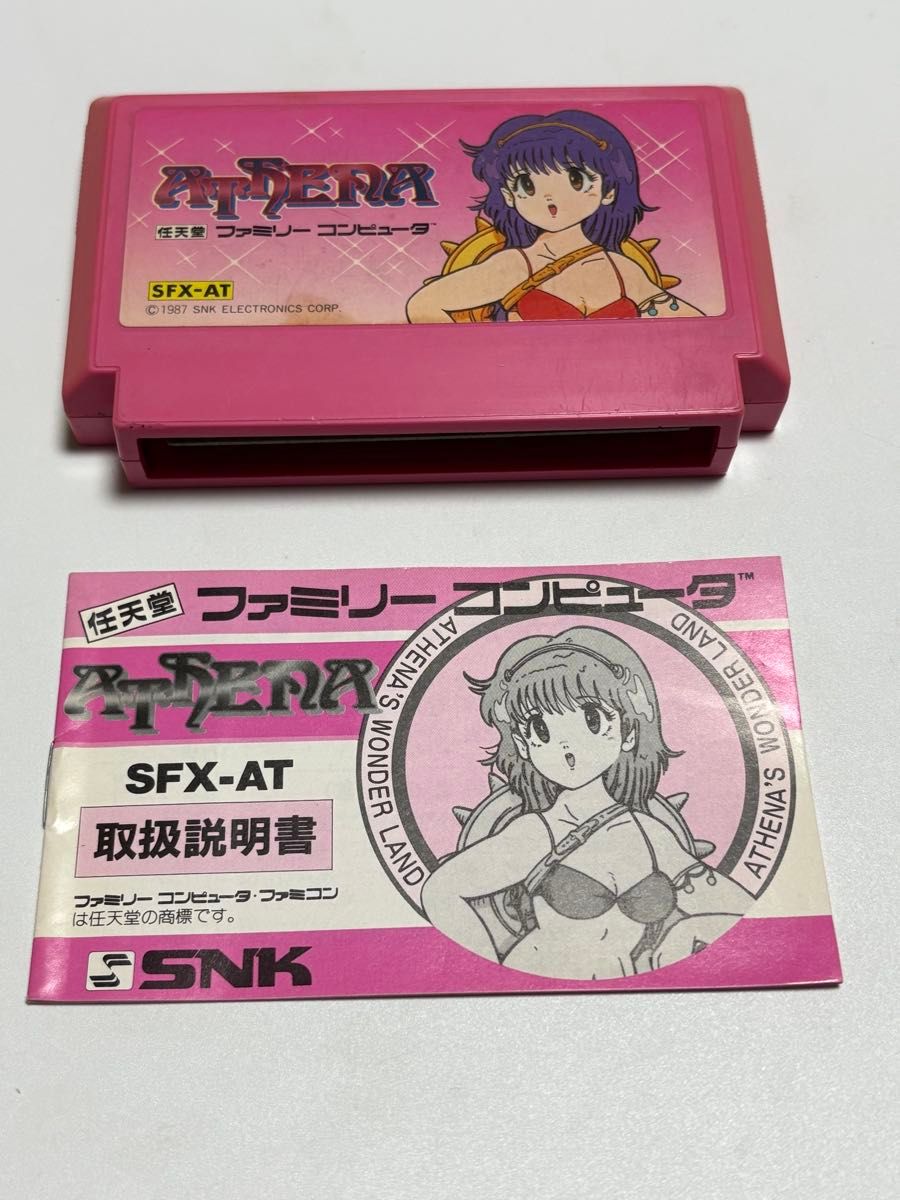 ATHENA
任天堂 ファミリー コンピュータ™
SFX-AT
©1987 SNK ELECTRONICS CORP.
任天堂 ファミリー コンピュータ™
ATHENA
ATHENA'S WONDER LAND
ATHENA'S WONDER LAND
SFX-AT
取扱説明書
ファミリー コンピュータ・ファミコン
は任天堂の商標です。
SNK